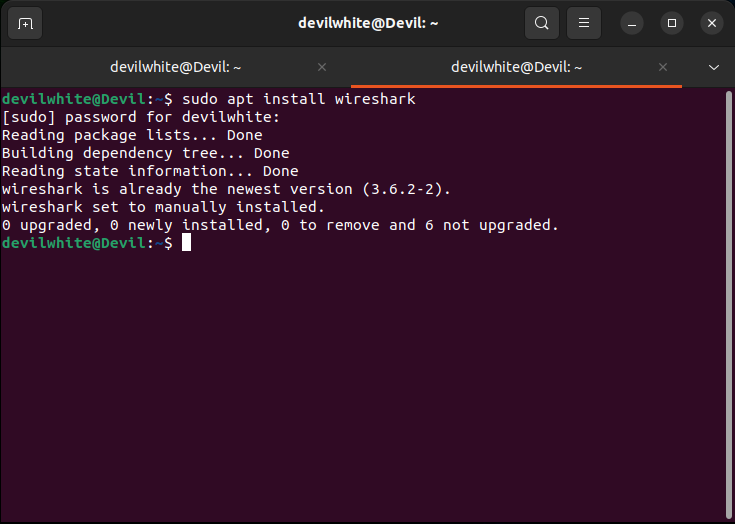 devilwhite@Devil: ~
devilwhite@Devil: ~
devilwhite@Devil: ~
devilwhite@Devil:~$ sudo apt install wireshark
[sudo] password for devilwhite:
Reading package lists... Done
Building dependency tree... Done
Reading state information... Done
wireshark is already the newest version (3.6.2-2).
wireshark set to manually installed.
0 upgraded, 0 newly installed, 0 to remove and 6 not upgraded.
devilwhite@Devil:~$